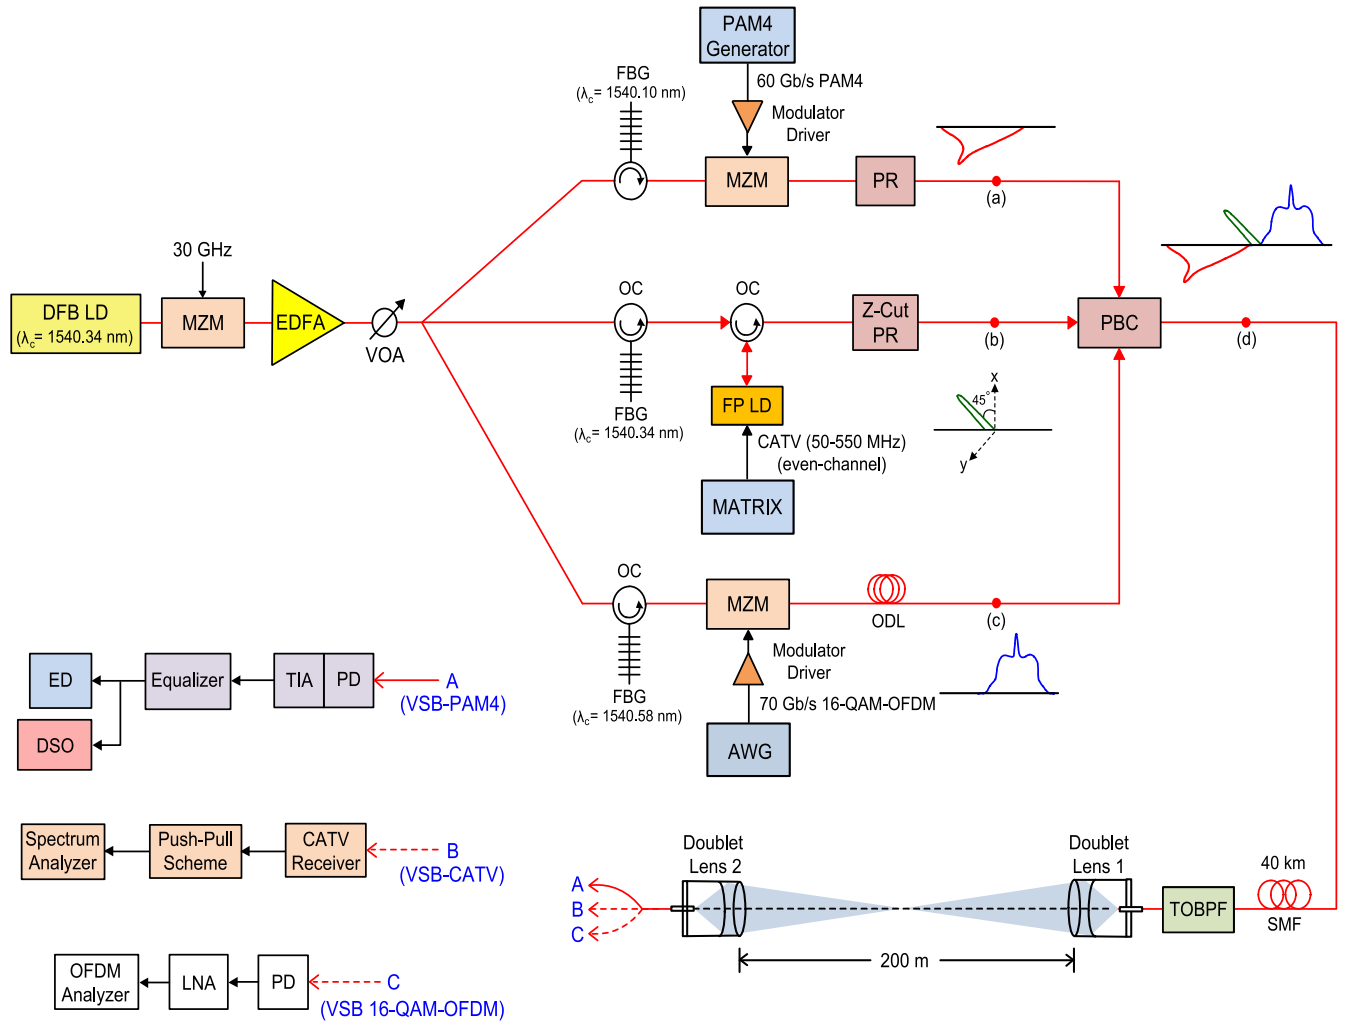 PAM4
Generator
60 Gb/s PAM4
FBG
(λc= 1540.10 nm)
Modulator
Driver
MZM
PR
(a)
30 GHz
DFB LD
(λc= 1540.34 nm)
MZM
EDFA
VOA
OC
OC
Z-Cut
PR
(b)
PBC
(d)
FBG
(λc= 1540.34 nm)
FP LD
CATV (50-550 MHz)
(even-channel)
MATRIX
x
45°
y
OC
MZM
ODL
(c)
FBG
(λc= 1540.58 nm)
Modulator
Driver
70 Gb/s 16-QAM-OFDM
AWG
ED
Equalizer
TIA
PD
A
(VSB-PAM4)
DSO
Spectrum
Analyzer
Push-Pull
Scheme
CATV
Receiver
B
(VSB-CATV)
OFDM
Analyzer
LNA
PD
C
(VSB 16-QAM-OFDM)
A
B
C
Doublet
Lens 2
Doublet
Lens 1
200 m
TOBPF
40 km
SMF